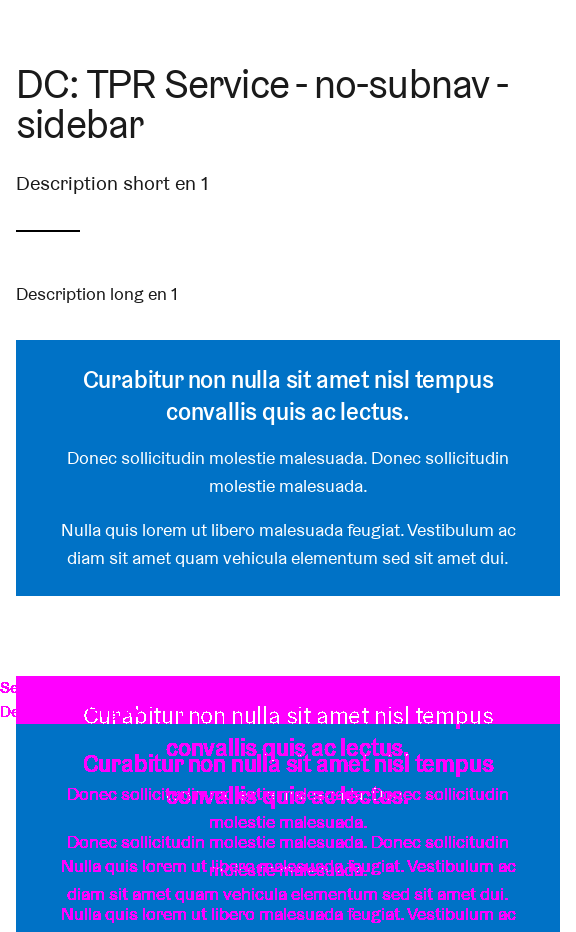 DC: TPR Service - no-subnav -
sidebar
Description short en 1
Description long en 1
Curabitur non nulla sit amet nisl tempus
convallis quis ac lectus.
Donec sollicitudin molestie malesuada. Donec sollicitudin
molestie malesuada.
Nulla quis lorem ut libero malesuada feugiat. Vestibulum ac
diam sit amet quam vehicula elementum sed sit amet dui.
Se
De
Curabitur non nulla sit amet nisl tempus
convallis quis ac lectus.
Curabitur non nulla sit amet nisl tempus
convallis quis ac lectus.
Donec sollicitudin molestie malesuada. Donec sollicitudin
molestie malesuada.
Donec sollicitudin molestie malesuada. Donec sollicitudin
molestie malesuada.
Nulla quis lorem ut libero malesuada feugiat. Vestibulum ac
diam sit amet quam vehicula elementum sed sit amet dui.
Nulla quis lorem ut libero malesuada feugiat. Vestibulum ac